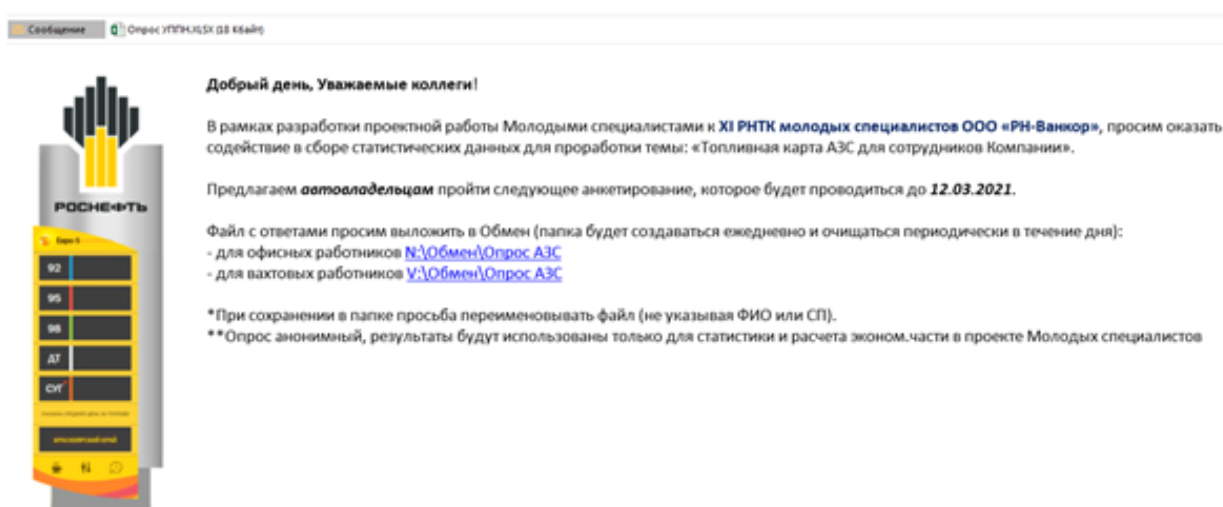 Сообщение
Опрос УППН.XLSX (18 Кбайт)
Добрый день, Уважаемые коллеги!
В рамках разработки проектной работы Молодыми специалистами к XI РНТК молодых специалистов ООО «РН-Ванкор», просим оказать
содействие в сборе статистических данных для проработки темы: «Топливная карта АЗС для сотрудников Компании».
Предлагаем автовладельцам пройти следующее анкетирование, которое будет проводиться до 12.03.2021.
Файл с ответами просим выложить в Обмен (папка будет создаваться ежедневно и очищаться периодически в течение дня):
- для офисных работников N:\Обмен\Опрос АЗС
- для вахтовых работников V:\Обмен\Опрос АЗС
*При сохранении в папке просьба переименовывать файл (не указывая ФИО или СП).
**Опрос анонимный, результаты будут использованы только для статистики и расчета эконом.части в проекте Молодых специалистов
РОСНЕФТЬ
Евро 6
92
95
98
ДТ
СУГ
КРАСНОЯРСКИЙ КРАЙ